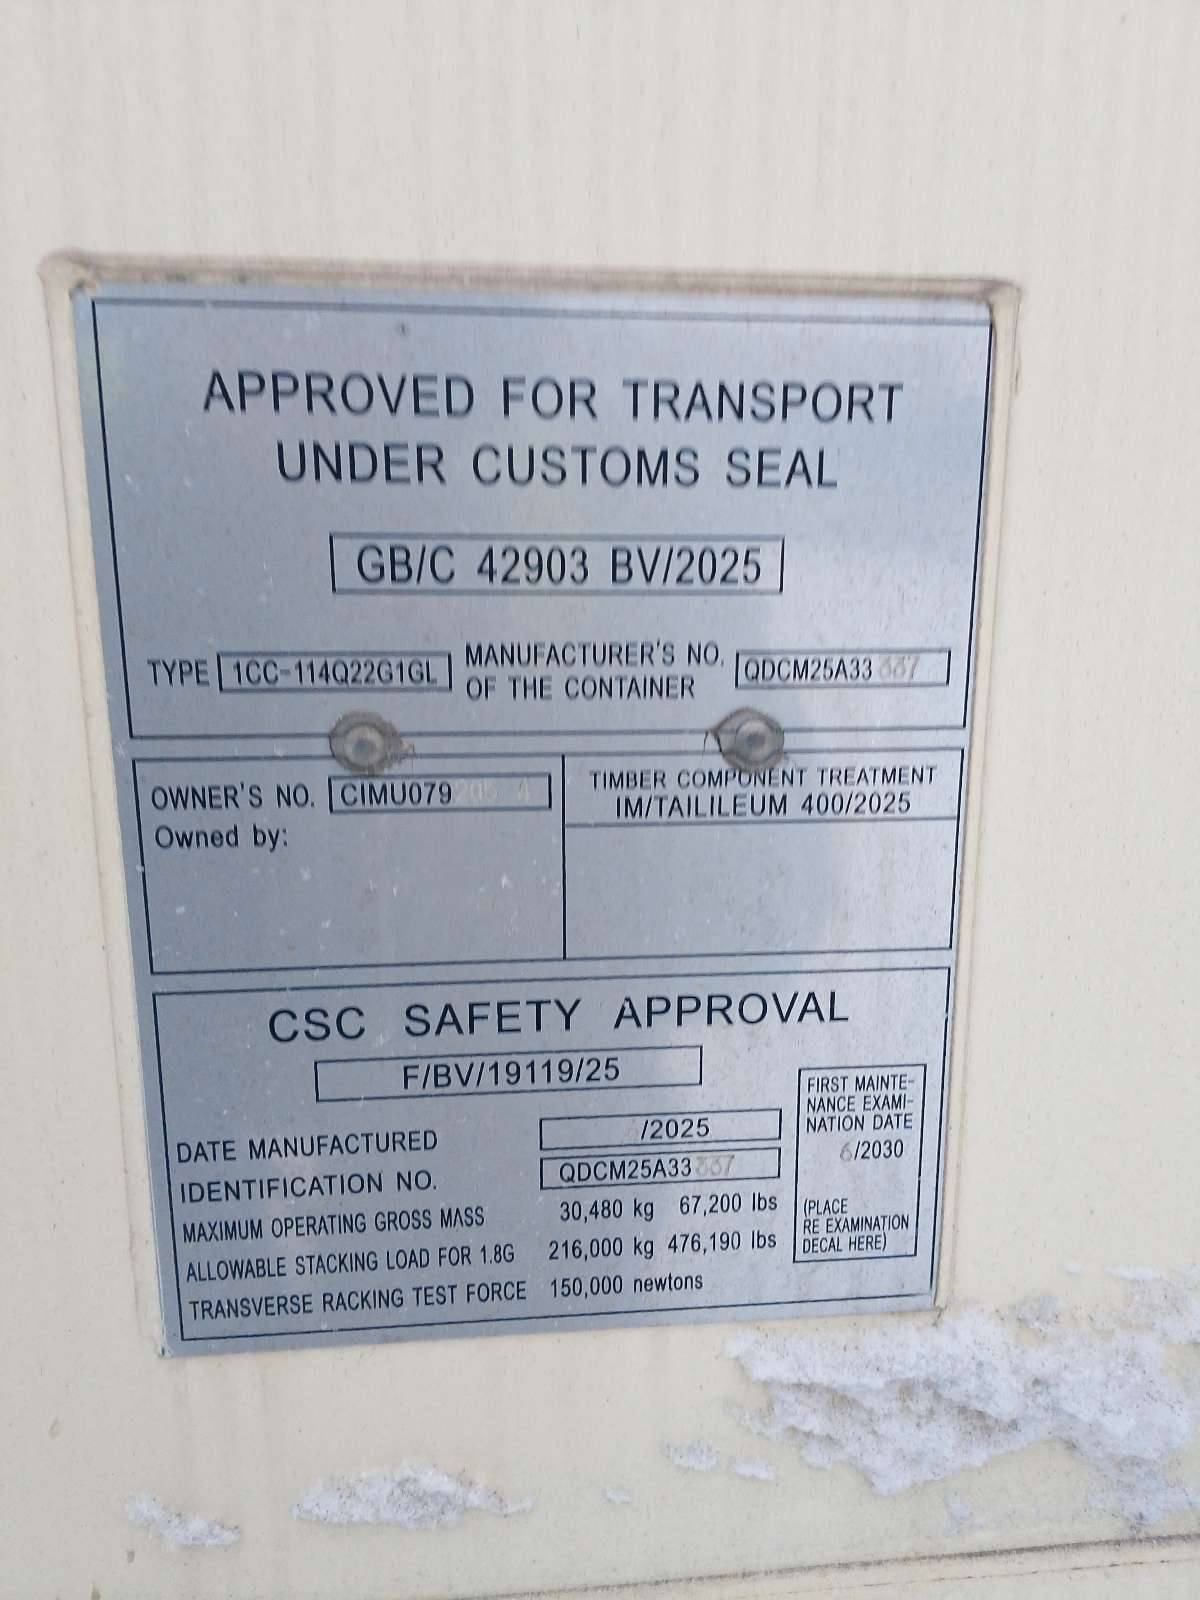 APPROVED FOR TRANSPORT
UNDER CUSTOMS SEAL
GB/C 42903 BV/2025
TYPE 1CC-114Q22G1GL
MANUFACTURER'S NO.
OF THE CONTAINER
QDCM25A33337
OWNER'S NO. CIMU079
Owned by:
TIMBER COMPONENT TREATMENT
IM/TAILILEUM 400/2025
CSC SAFETY APPROVAL
F/BV/19119/25
DATE MANUFACTURED /2025
IDENTIFICATION NO. QDCM25A33337
MAXIMUM OPERATING GROSS MASS 30,480 kg 67,200 lbs
ALLOWABLE STACKING LOAD FOR 1.8G 216,000 kg 476,190 lbs
TRANSVERSE RACKING TEST FORCE 150,000 newtons
FIRST MAINTE-
NANCE EXAMI-
NATION DATE
6/2030
(PLACE
RE EXAMINATION
DECAL HERE)